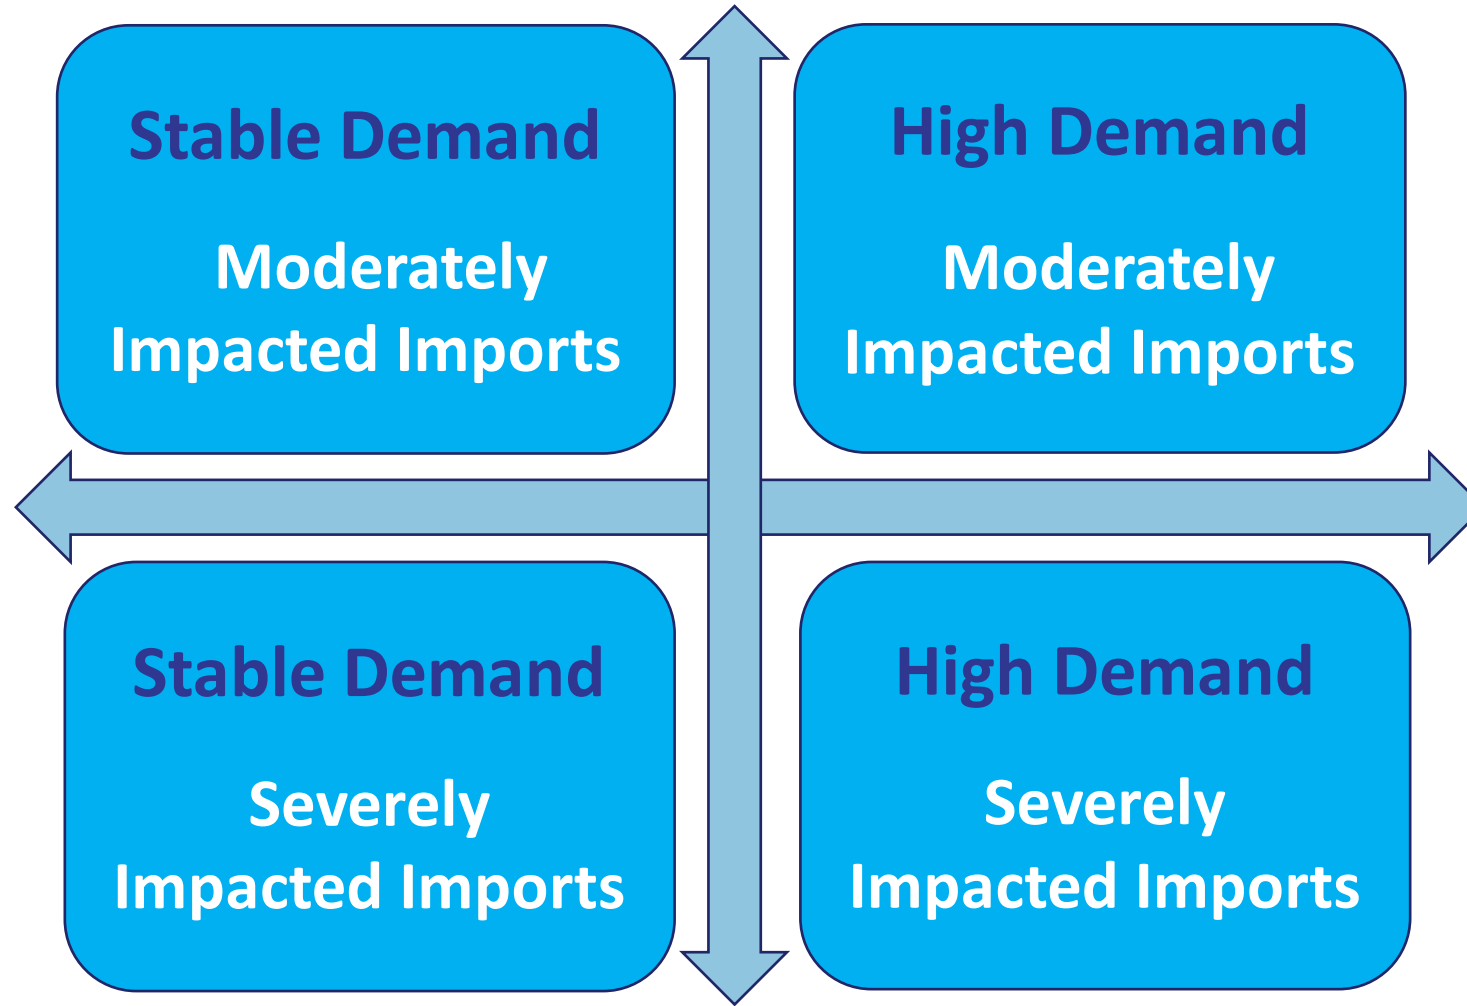 Stable Demand
Moderately
Impacted Imports
High Demand
Moderately
Impacted Imports
Stable Demand
Severely
Impacted Imports
High Demand
Severely
Impacted Imports